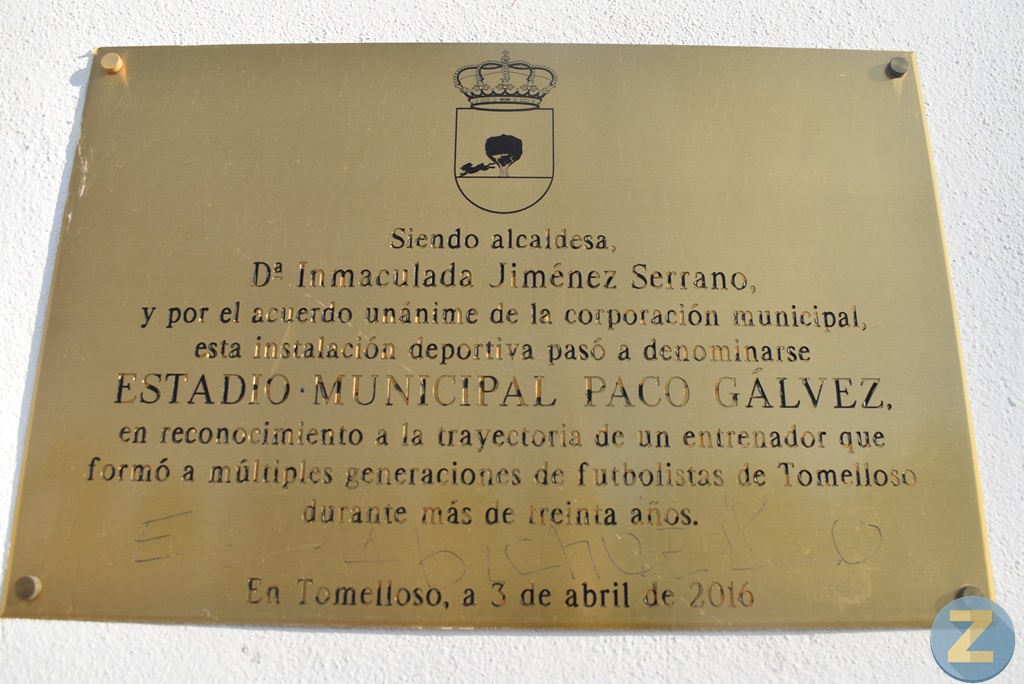 Siendo alcaldesa,
Dª Inmaculada Jiménez Serrano,
y por el acuerdo unánime de la corporación municipal,
esta instalación deportiva pasó a denominarse
ESTADIO·MUNICIPAL PACO GÁLVEZ,
en reconocimiento a la trayectoria de un entrenador que
formó a múltiples generaciones de futbolistas de Tomelloso
durante más de treinta años.
En Tomelloso, a 3 de abril de 2016
Z